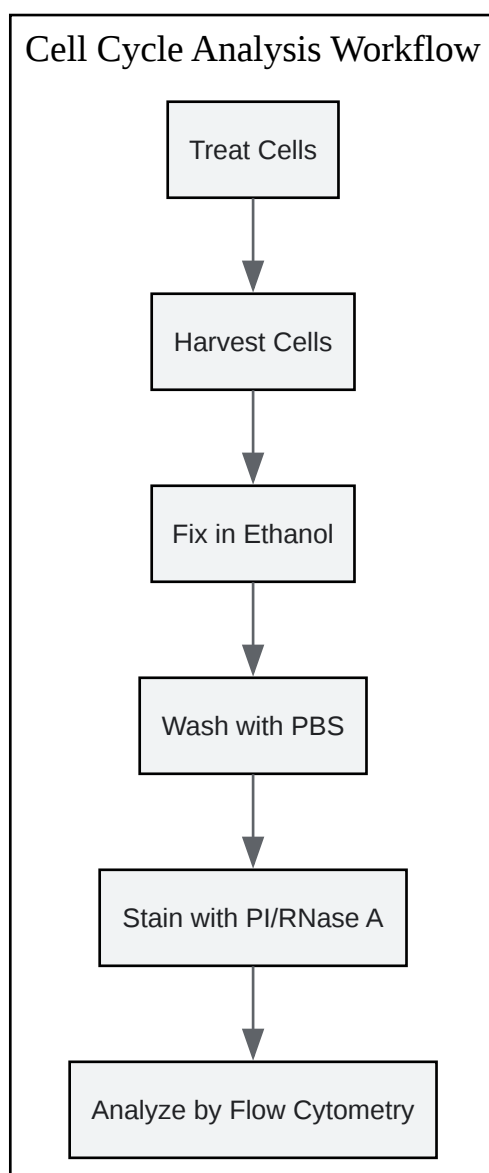 Cell Cycle Analysis Workflow
Treat Cells
Harvest Cells
Fix in Ethanol
Wash with PBS
Stain with PI/RNase A
Analyze by Flow Cytometry